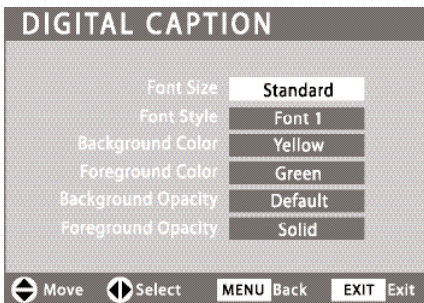 DIGITAL CAPTION
Font Size Standard
Font Style Font 1
Background Color Yellow
Foreground Color Green
Background Opacity Default
Foreground Opacity Solid
Move Select MENU Back EXIT Exit